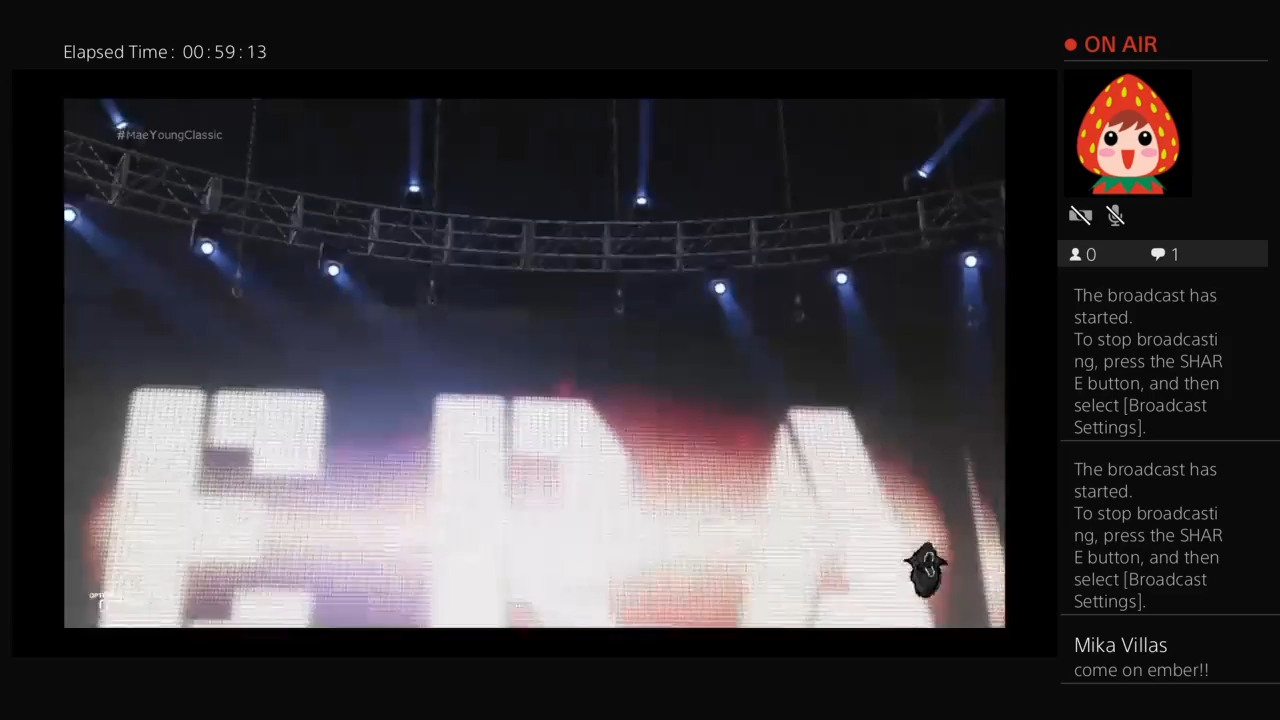 Elapsed Time: 00:59:13
ON AIR
#MaeYoungClassic
0
1
The broadcast has
started.
To stop broadcasti
ng, press the SHAR
E button, and then
select [Broadcast
Settings].
The broadcast has
started.
To stop broadcasti
ng, press the SHAR
E button, and then
select [Broadcast
Settings].
Mika Villas
come on ember!!